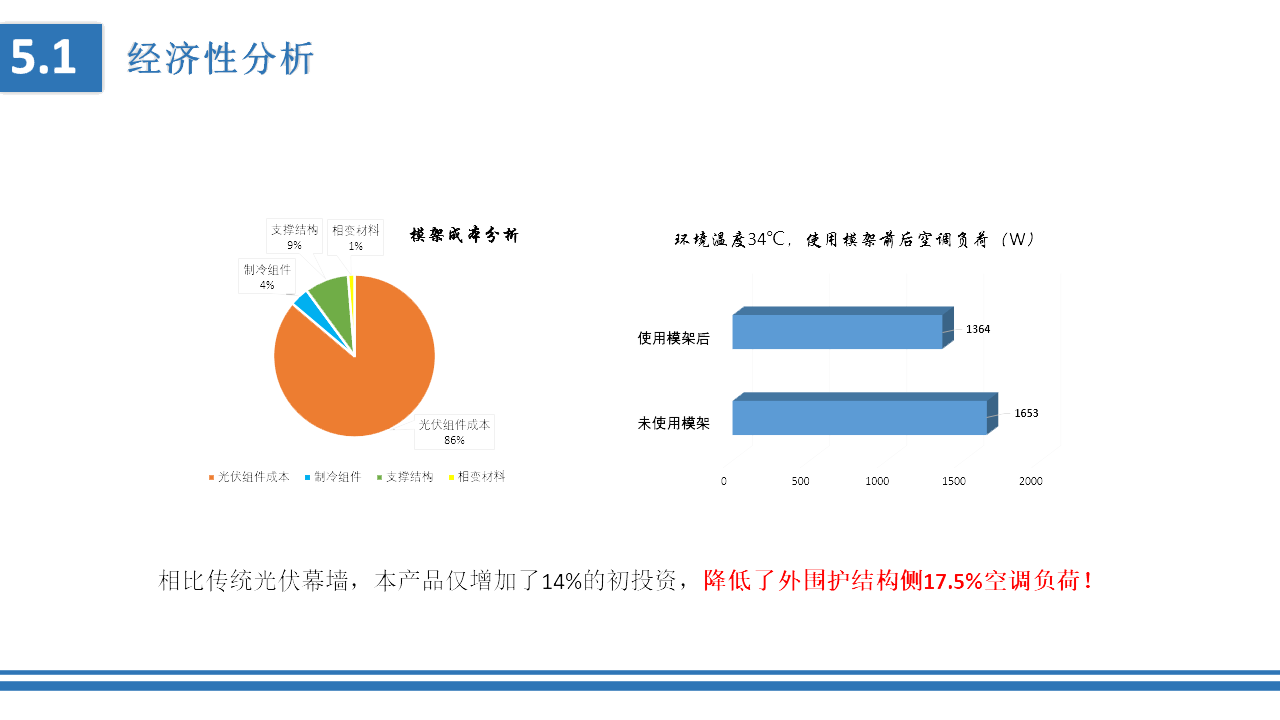 5.1 经济性分析
模架成本分析
支撑结构
9%
相变材料
1%
制冷组件
4%
光伏组件成本
86%
光伏组件成本 制冷组件 支撑结构 相变材料
环境温度34℃，使用模架前后空调负荷（W）
使用模架后
1364
未使用模架
1653
0 500 1000 1500 2000
相比传统光伏幕墙，本产品仅增加了14%的初投资，降低了外围护结构侧17.5%空调负荷！